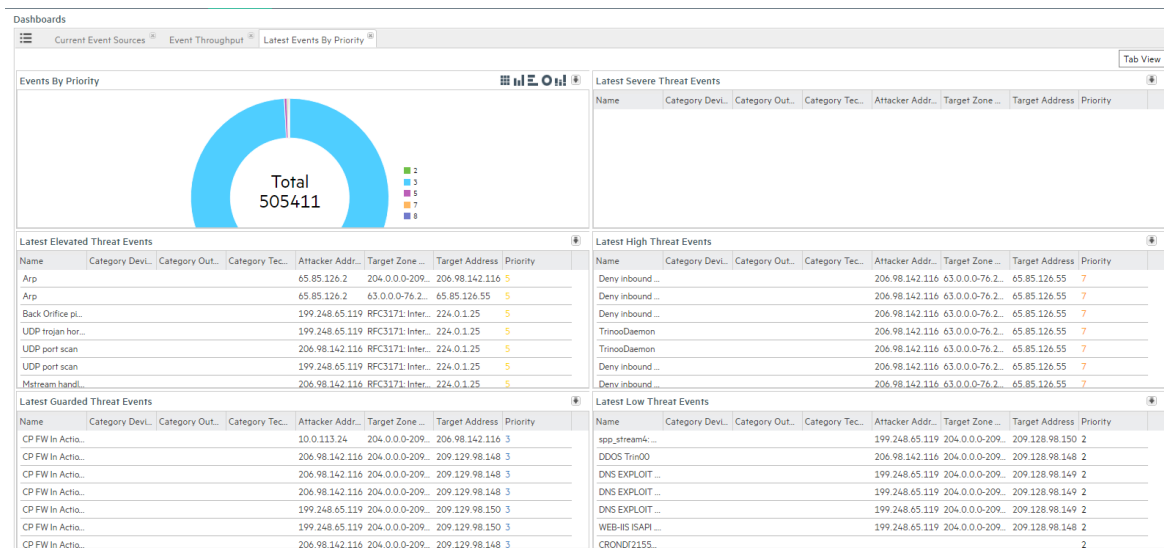 Dashboards
Current Event Sources
Event Throughput
Latest Events By Priority
Tab View
Events By Priority
Total
505411
2
3
5
7
8
Latest Severe Threat Events
Name Category Devi... Category Out... Category Tec... Attacker Addr... Target Zone ... Target Address Priority
Latest Elevated Threat Events
Name Category Devi... Category Out... Category Tec... Attacker Addr... Target Zone ... Target Address Priority
Arp 65.85.126.2 204.0.0.0-209... 206.98.142.116 5
Arp 65.85.126.2 63.0.0.0-76.2... 65.85.126.55 5
Back Orifice pi... 199.248.65.119 RFC3171: Inter... 224.0.1.25 5
UDP trojan hor... 199.248.65.119 RFC3171: Inter... 224.0.1.25 5
UDP port scan 206.98.142.116 RFC3171: Inter... 224.0.1.25 5
UDP port scan 199.248.65.119 RFC3171: Inter... 224.0.1.25 5
Mstream handl... 206.98.142.116 RFC3171: Inter... 224.0.1.25 5
Latest High Threat Events
Name Category Devi... Category Out... Category Tec... Attacker Addr... Target Zone ... Target Address Priority
Deny inbound ... 206.98.142.116 63.0.0.0-76.2... 65.85.126.55 7
Deny inbound ... 206.98.142.116 63.0.0.0-76.2... 65.85.126.55 7
Deny inbound ... 206.98.142.116 63.0.0.0-76.2... 65.85.126.55 7
TrinooDaemon 206.98.142.116 63.0.0.0-76.2... 65.85.126.55 7
TrinooDaemon 206.98.142.116 63.0.0.0-76.2... 65.85.126.55 7
Deny inbound ... 206.98.142.116 63.0.0.0-76.2... 65.85.126.55 7
Deny inbound ... 206.98.142.116 63.0.0.0-76.2... 65.85.126.55 7
Latest Guarded Threat Events
Name Category Devi... Category Out... Category Tec... Attacker Addr... Target Zone ... Target Address Priority
CP FW In Actio... 10.0.113.24 204.0.0.0-209... 206.98.142.116 3
CP FW In Actio... 206.98.142.116 204.0.0.0-209... 209.129.98.148 3
CP FW In Actio... 206.98.142.116 204.0.0.0-209... 209.129.98.148 3
CP FW In Actio... 206.98.142.116 204.0.0.0-209... 209.129.98.148 3
CP FW In Actio... 199.248.65.119 204.0.0.0-209... 209.129.98.150 3
CP FW In Actio... 199.248.65.119 204.0.0.0-209... 209.129.98.150 3
CP FW In Actio... 206.98.142.116 204.0.0.0-209... 209.129.98.148 3
Latest Low Threat Events
Name Category Devi... Category Out... Category Tec... Attacker Addr... Target Zone ... Target Address Priority
spp_stream4: ... 199.248.65.119 204.0.0.0-209... 209.128.98.150 2
DDOS Trin00 206.98.142.116 204.0.0.0-209... 209.128.98.148 2
DNS EXPLOIT ... 199.248.65.119 204.0.0.0-209... 209.128.98.149 2
DNS EXPLOIT ... 199.248.65.119 204.0.0.0-209... 209.128.98.149 2
DNS EXPLOIT ... 199.248.65.119 204.0.0.0-209... 209.128.98.149 2
WEB-IIS ISAPI ... 199.248.65.119 204.0.0.0-209... 209.128.98.148 2
CROND[2155... 2